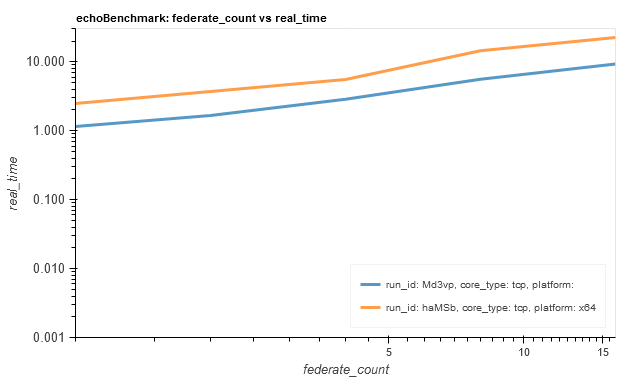 echoBenchmark: federate_count vs real_time
10.000
1.000
0.100
0.010
0.001
real_time
run_id: Md3vp, core_type: tcp, platform:
run_id: haMSb, core_type: tcp, platform: x64
5
10
15
federate_count